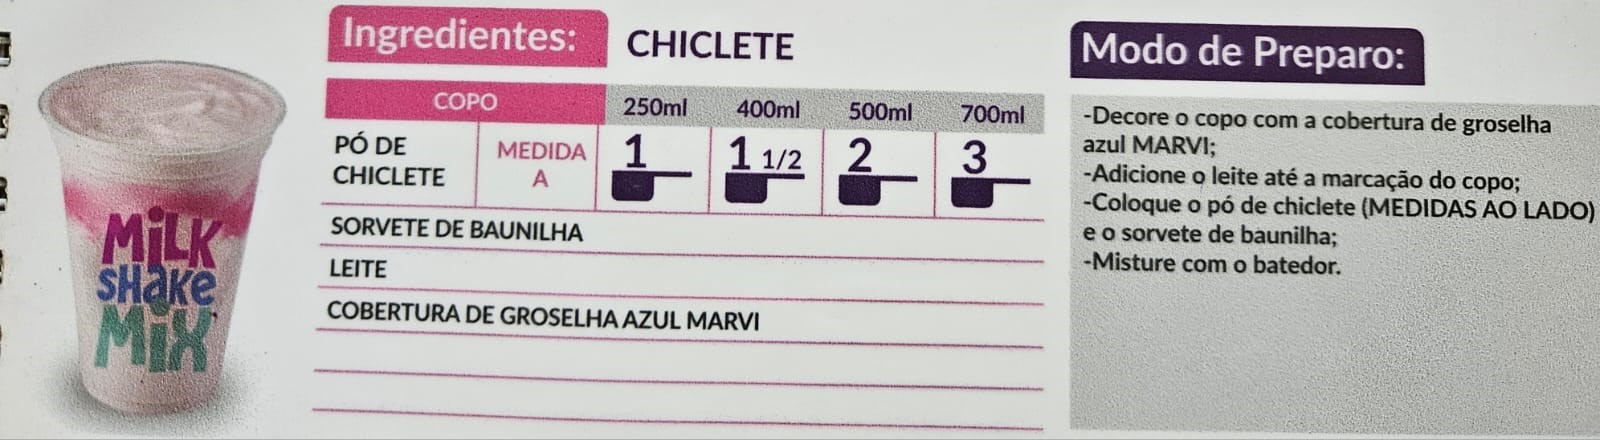 Ingredientes: CHICLETE
COPO 250ml 400ml 500ml 700ml
PÓ DE CHICLETE MEDIDA A 1 1 1/2 2 3
SORVETE DE BAUNILHA
LEITE
COBERTURA DE GROSELHA AZUL MARVI
MiLK
SHaKe
MiX
Modo de Preparo:
-Decore o copo com a cobertura de groselha
azul MARVI;
-Adicione o leite até a marcação do copo;
-Coloque o pó de chiclete (MEDIDAS AO LADO)
e o sorvete de baunilha;
-Misture com o batedor.